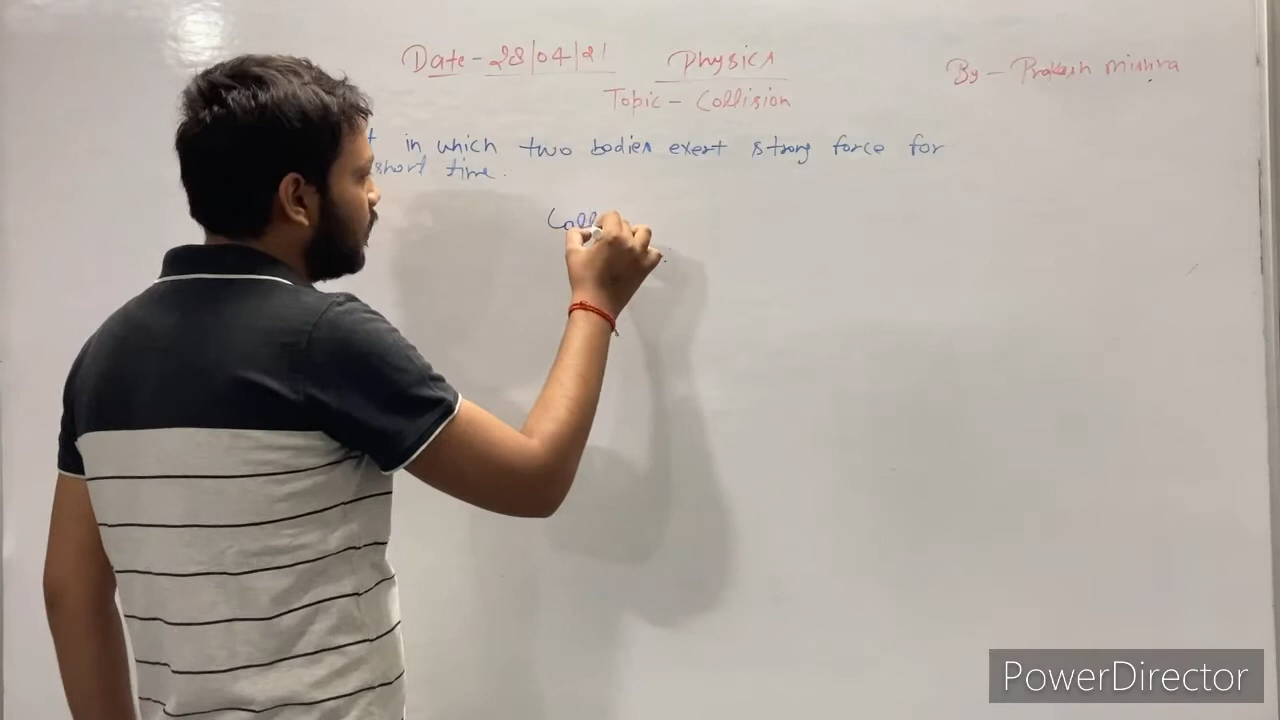 Date - 28/04/21 Physics By - Prakash Mishra
Topic - Collision
in which two bodies exert strong force for
short time.
Coll
PowerDirector